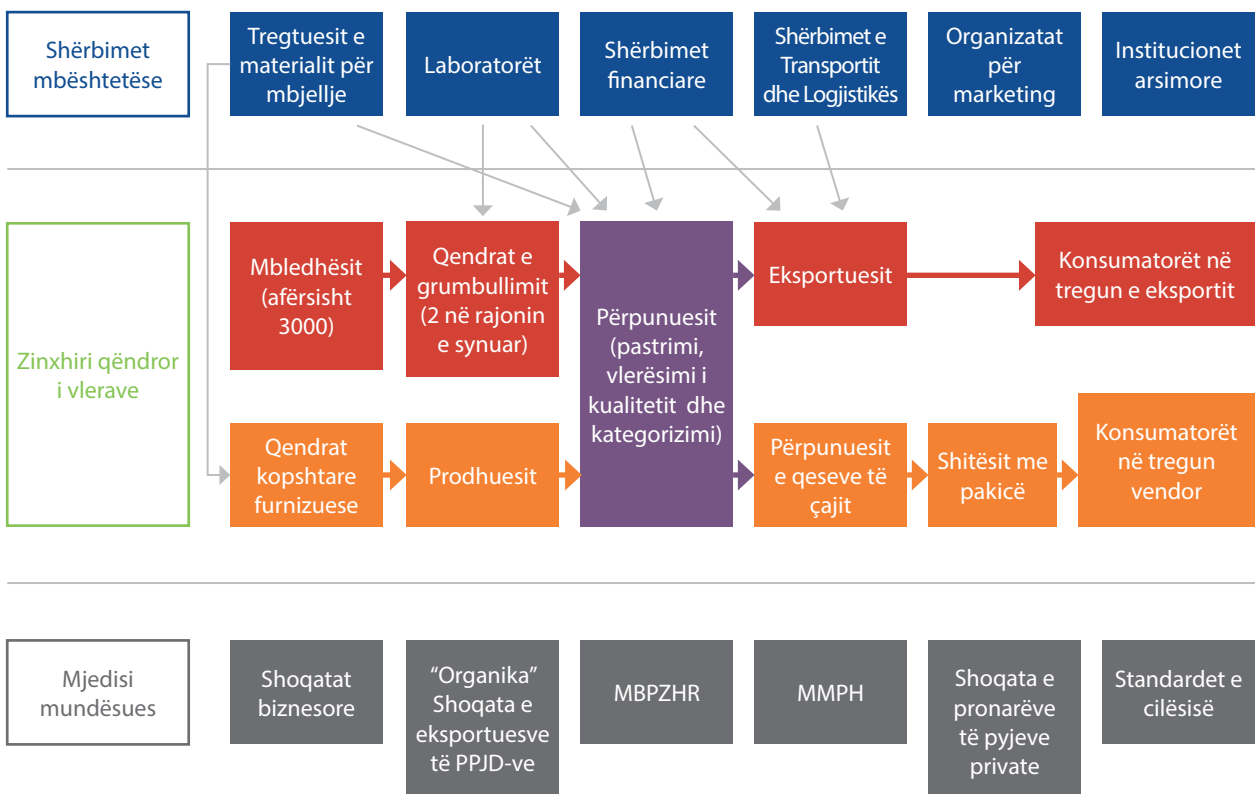 Shërbimet
mbështetëse
Tregtuesit e
materialit për
mbjellje
Laboratorët
Shërbimet
financiare
Shërbimet e
Transportit
dhe Logjistikës
Organizatat
për
marketing
Institucionet
arsimore
Zinxhiri qëndror
i vlerave
Mbledhësit
(afërsisht
3000)
Qendrat e
grumbullimit
(2 në rajonin
e synuar)
Përpunuesit
(pastrimi,
vlerësimi i
kualitetit dhe
kategorizimi)
Eksportuesit
Konsumatorët në
tregun e eksportit
Qendrat
kopshtare
furnizuese
Prodhuesit
Përpunuesit
e qeseve të
çajit
Shitësit me
pakicë
Konsumatorët
në tregun
vendor
Mjedisi
mundësues
Shoqatat
biznesore
“Organika”
Shoqata e
eksportuesve
të PPJD-ve
MBPZHR
MMPH
Shoqata e
pronarëve
të pyjeve
private
Standardet e
cilësisë